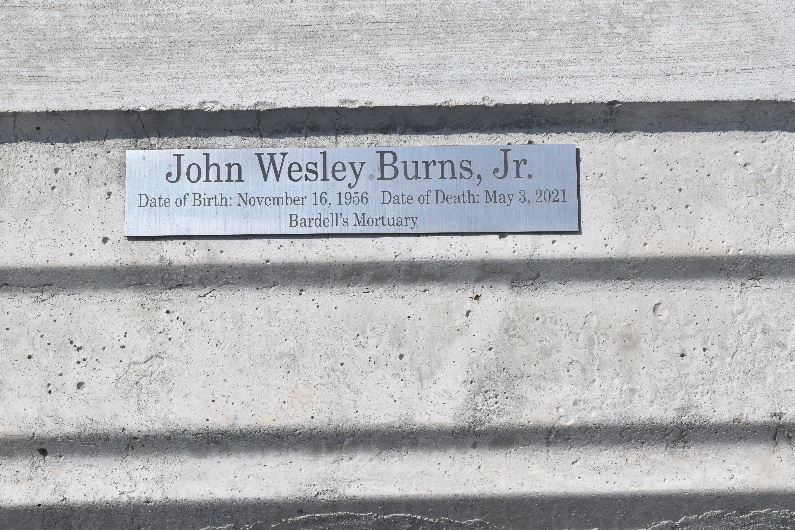 John Wesley Burns, Jr.
Date of Birth: November 16, 1956 Date of Death: May 3, 2021
Bardell's Mortuary